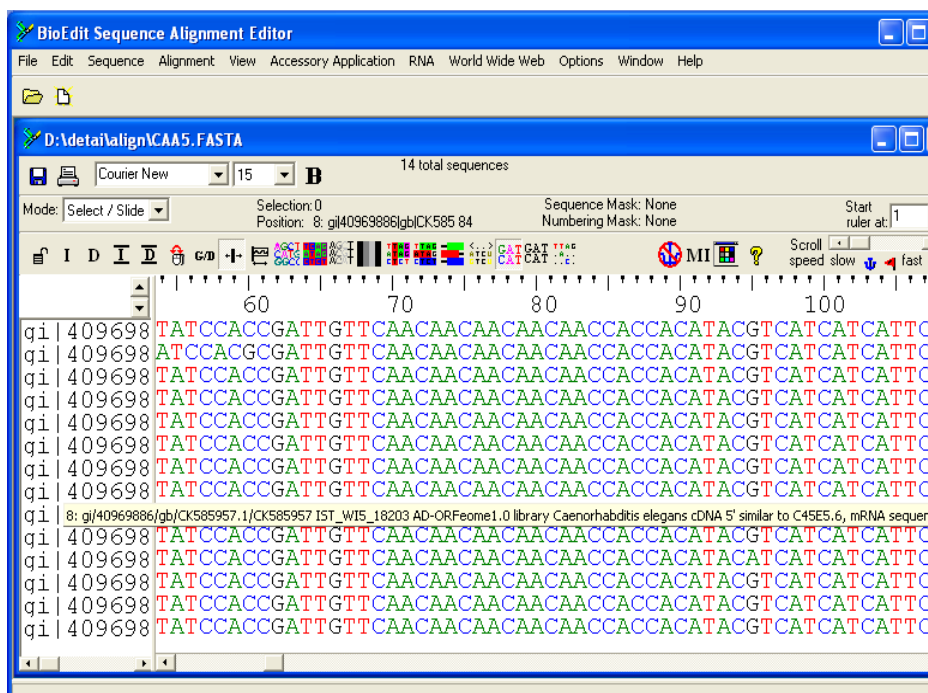 BioEdit Sequence Alignment Editor
File Edit Sequence Alignment View Accessory Application RNA World Wide Web Options Window Help
D:\detai\align\CAA5.FASTA
Courier New 15 B 14 total sequences
Mode: Select / Slide Selection: 0 Sequence Mask: None Start
Position: 8: gi|40969886|gb|CK585 84 Numbering Mask: None ruler at: 1
I D I D G/D MI ? Scroll
speed slow fast
60 70 80 90 100
gi|409698 TATCCACCGATTGTTCAACAACAACAACAACCACCACATACGTCATCATCATTC
gi|409698 ATCCACGCGATTGTTCAACAACAACAACAACCACCACATACGTCATCATCATTC
gi|409698 TATCCACCGATTGTTCAACAACAACAACAACCACCACATACGTCATCATCATTC
gi|409698 TATCCACCGATTGTTCAACAACAACAACAACCACCACATACGTCATCATCATTC
gi|409698 TATCCACCGATTGTTCAACAACAACAACAACCACCACATACGTCATCATCATTC
gi|409698 TATCCACCGATTGTTCAACAACAACAACAACCACCACATACGTCATCATCATTC
gi|409698 TATCCACCGATTGTTCAACAACAACAACAACCACCACATACGTCATCATCATTC
gi|409698 TATCCACCGATTGTTCAACAACAACAACAACCACCACATACGTCATCATCATTC
gi| 8: gi/40969886/gb/CK585957.1/CK585957 IST_WI5_18203 AD-ORFeome1.0 library Caenorhabditis elegans cDNA 5' similar to C45E5.6, mRNA sequen
gi|409698 TATCCACCGATTGTTCAACAACAACAACAACCACCACATACGTCATCATCATTC
gi|409698 TATCCACCGATTGTTCAACAACAACAACAACCACCACATACATCATCATCATTC
gi|409698 TATCCACCGATTGTTCAACAACAACAACAACCACCACATACGTCATCATCATTC
gi|409698 TATCCACCGATTGTTCAACAACAACAACAACCACCACATACGTCATCATCATTC
gi|409698 TATCCACCGATTGTTCAACAACAACAACAACCACCACATACGTCATCATCATTC